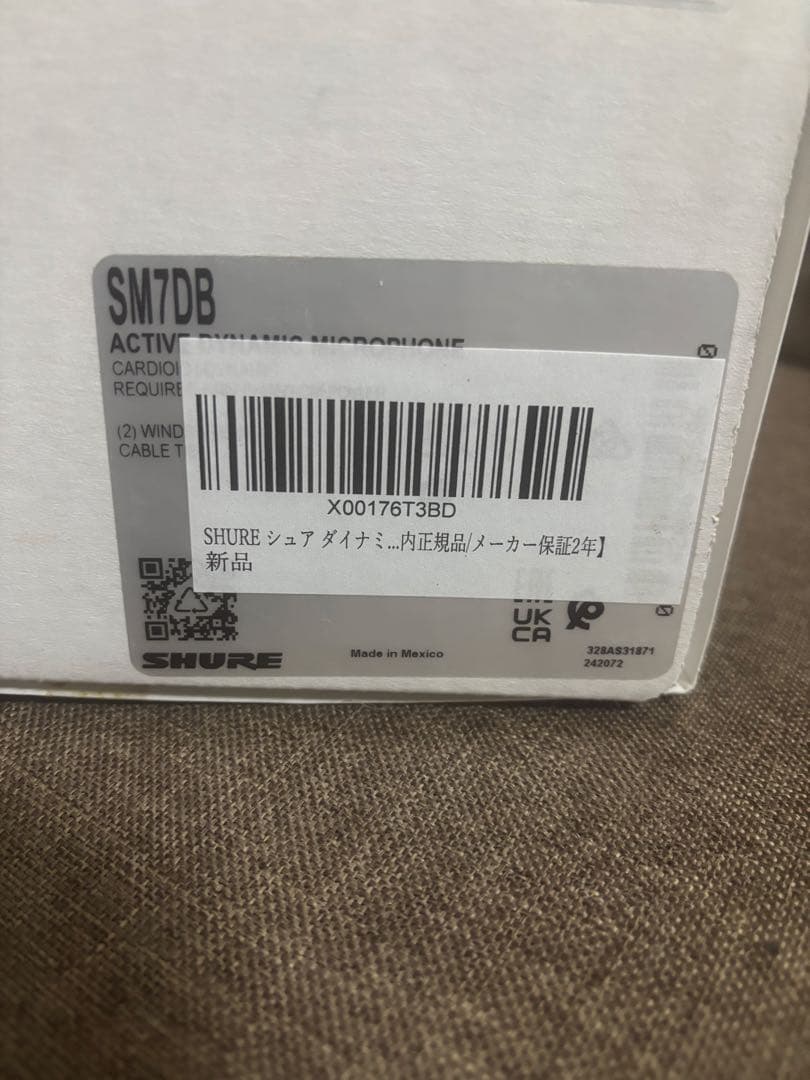 SM7DB
ACTIVE DYNAMIC MICROPHONE
CARDIOI
REQUIRE
(2) WIND
CABLE T
X00176T3BD
SHURE シュア ダイナミ...内正規品/メーカー保証2年】
新品
UK
CA
SHURE
Made in Mexico
328AS31871
242072